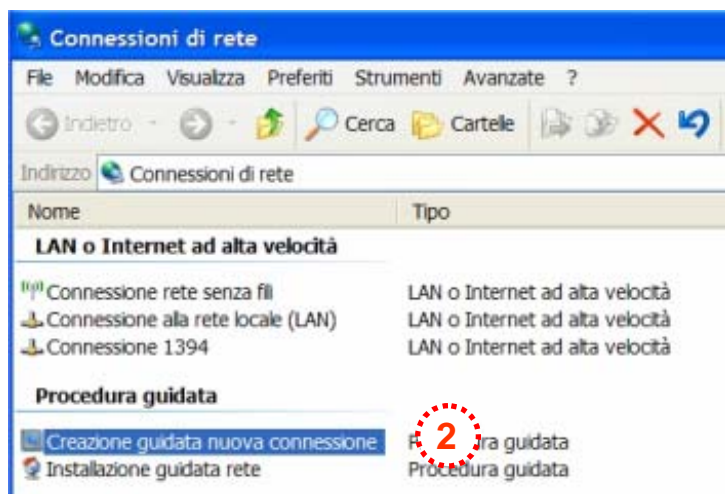 Connessioni di rete
File Modifica Visualizza Preferiti Strumenti Avanzate ?
Indietro Cerca Cartelle
Indirizzo Connessioni di rete
Nome Tipo
LAN o Internet ad alta velocità
Connessione rete senza fili LAN o Internet ad alta velocità
Connessione alla rete locale (LAN) LAN o Internet ad alta velocità
Connessione 1394 LAN o Internet ad alta velocità
Procedura guidata
Creazione guidata nuova connessione 2 guidata
Installazione guidata rete Procedura guidata